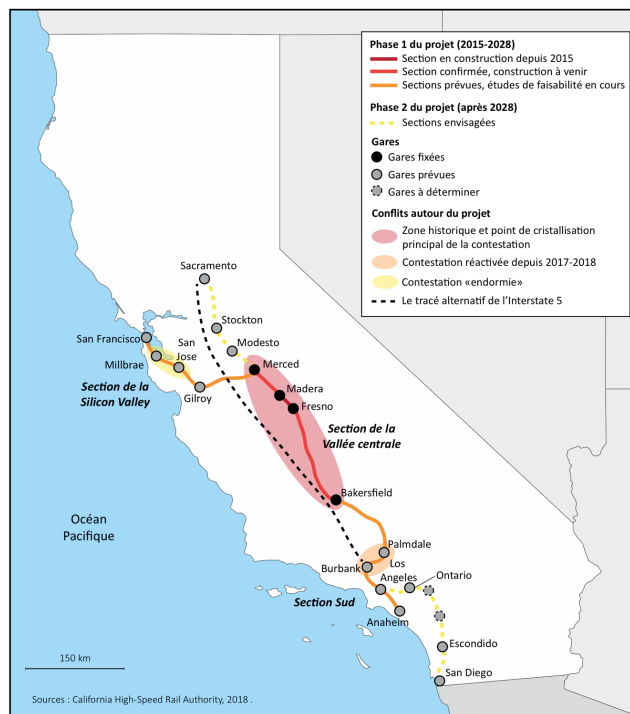 Phase 1 du projet (2015-2028)
Section en construction depuis 2015
Section confirmée, construction à venir
Sections prévues, études de faisabilité en cours
Phase 2 du projet (après 2028)
Sections envisagées
Gares
Gares fixées
Gares prévues
Gares à déterminer
Conflits autour du projet
Zone historique et point de cristallisation
principal de la contestation
Contestation réactivée depuis 2017-2018
Contestation «endormie»
Le tracé alternatif de l’Interstate 5
Sacramento
Stockton
Modesto
San Francisco
San
Jose
Millbrae
Gilroy
Section de la
Silicon Valley
Merced
Madera
Fresno
Section de la
Vallée centrale
Bakersfield
Océan
Pacifique
Palmdale
Burbank
Los
Angeles
Ontario
Section Sud
Anaheim
Escondido
San Diego
150 km
Sources : California High-Speed Rail Authority, 2018 .